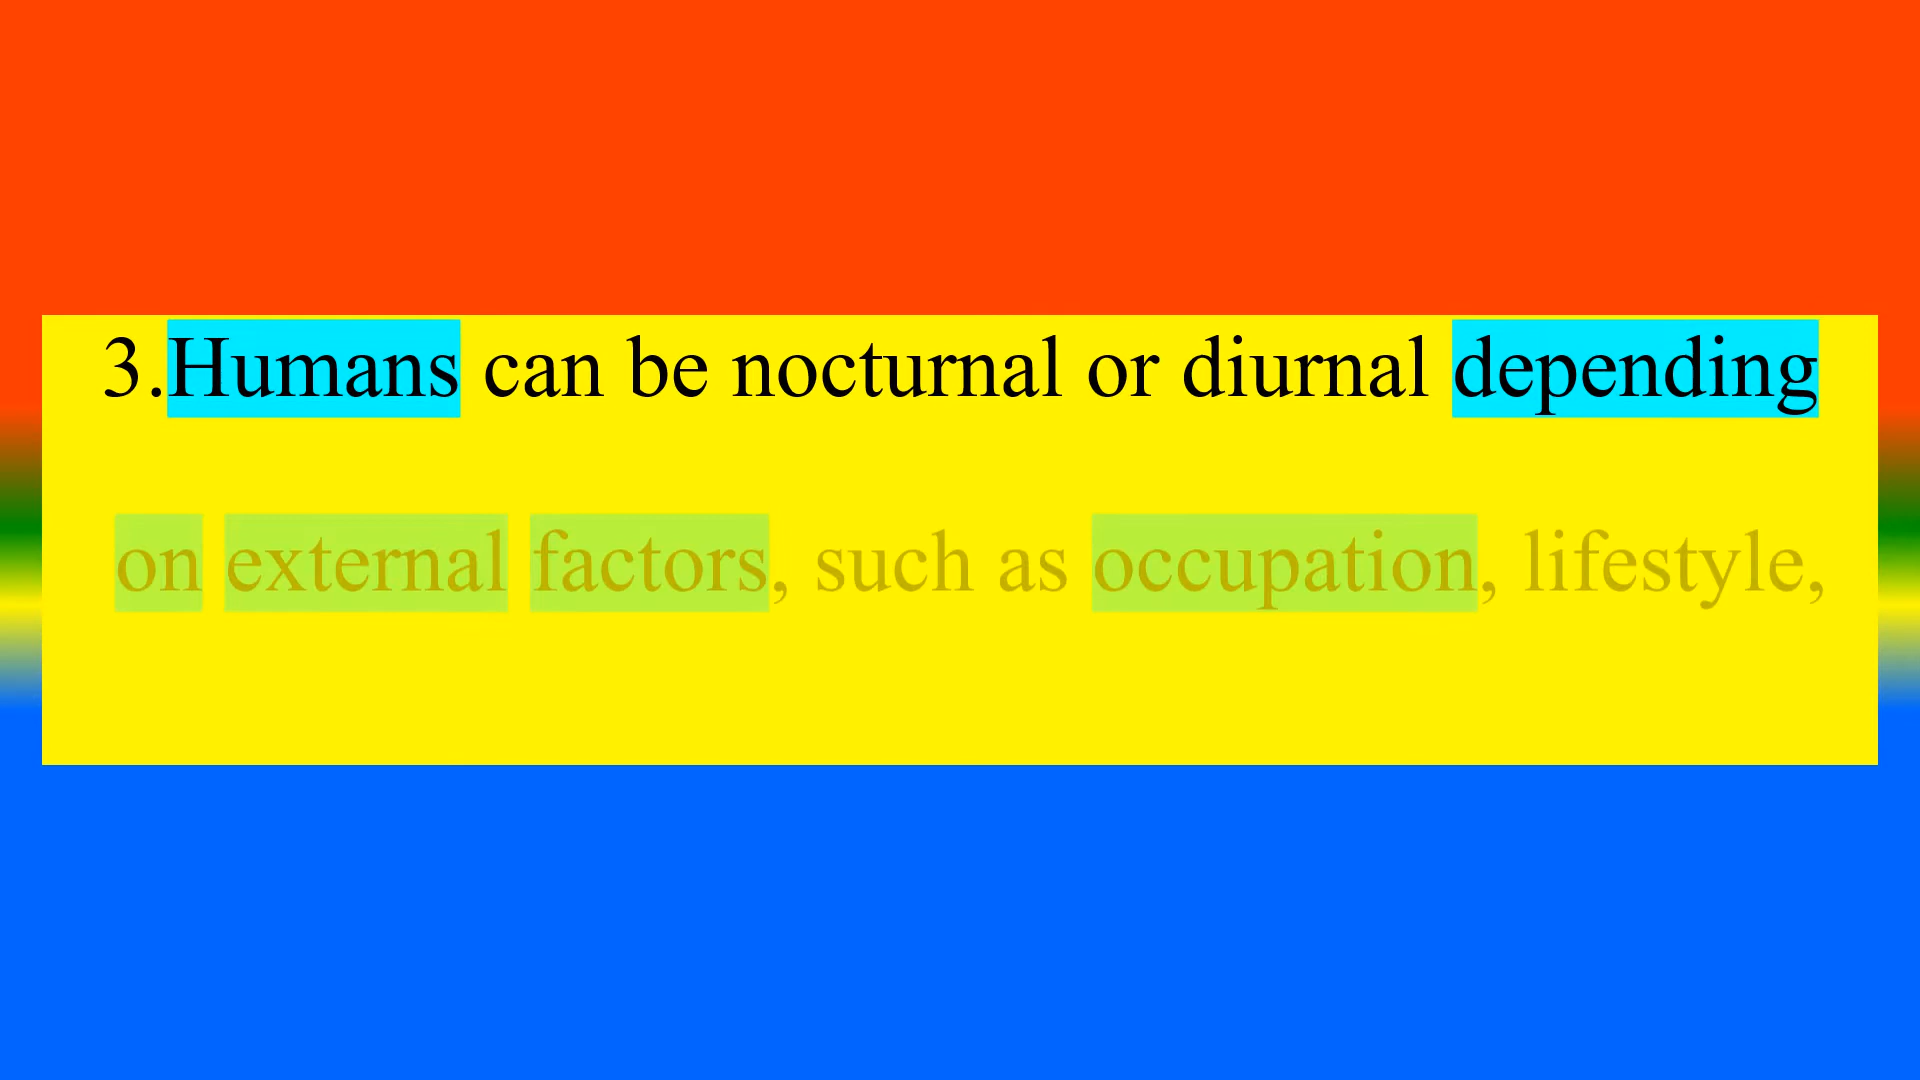 3.Humans can be nocturnal or diurnal depending
on external factors, such as occupation, lifestyle,